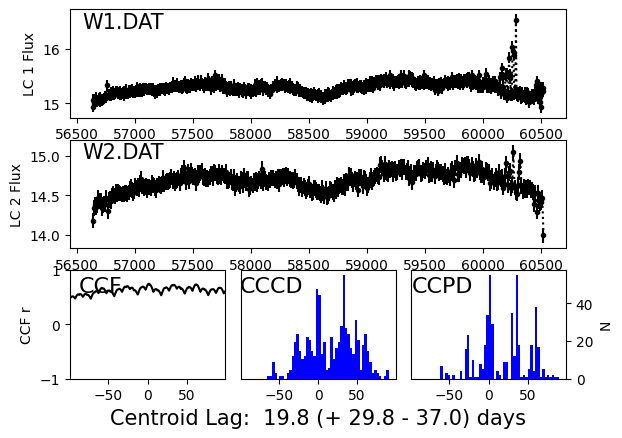 W1.DAT
LC 1 Flux
16
15
56500 57000 57500 58000 58500 59000 59500 60000 60500
W2.DAT
LC 2 Flux
15.0
14.5
14.0
56500 57000 57500 58000 58500 59000 59500 60000 60500
CCF
CCF r
1
0
−1
−50 0 50
CCCD
−50 0 50
CCPD
40
20
0
N
−50 0 50
Centroid Lag: 19.8 (+ 29.8 - 37.0) days